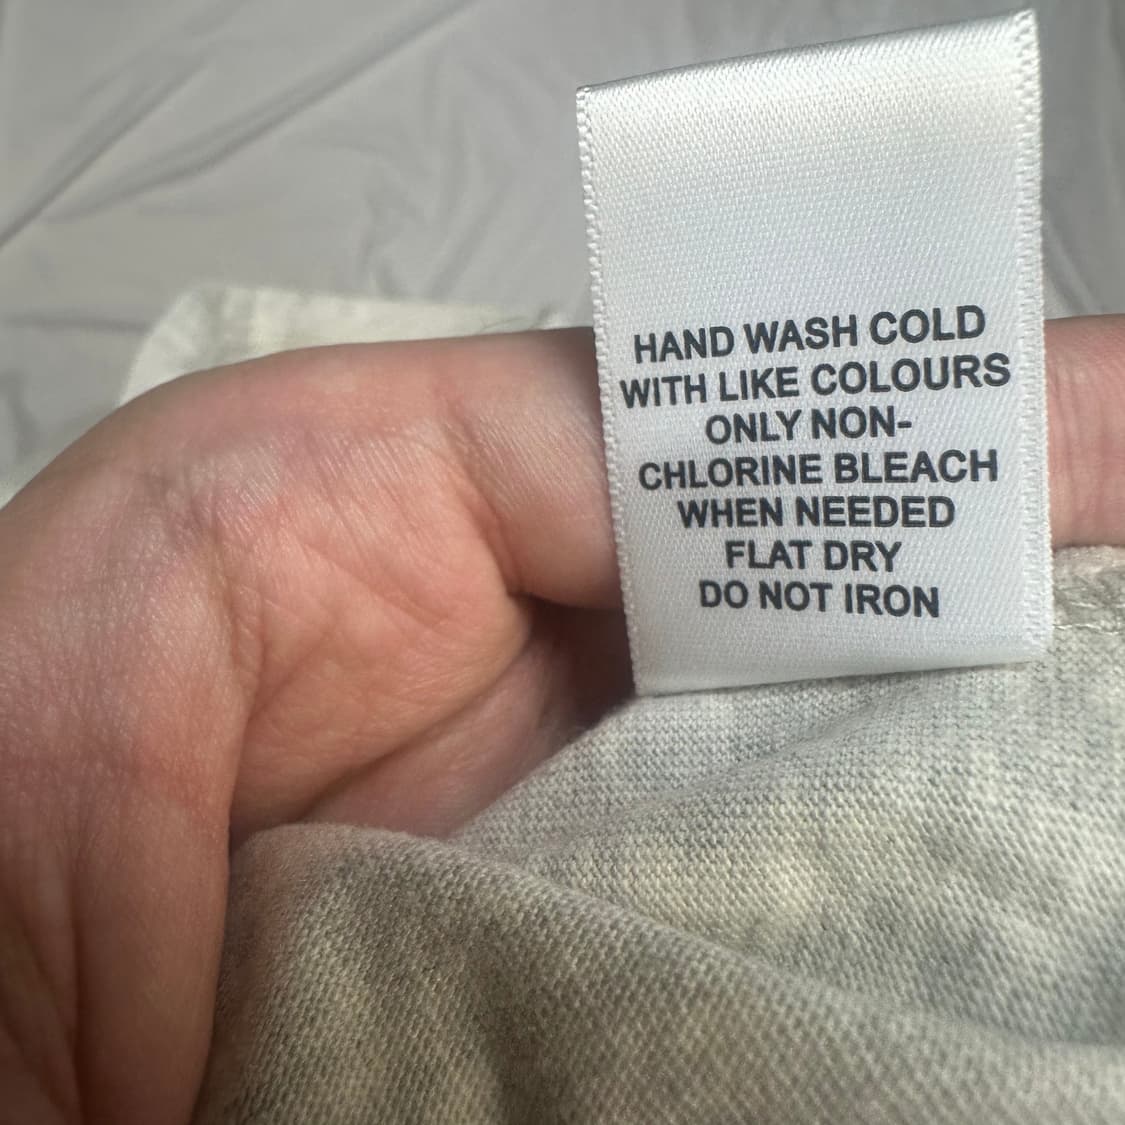 HAND WASH COLD
WITH LIKE COLOURS
ONLY NON-
CHLORINE BLEACH
WHEN NEEDED
FLAT DRY
DO NOT IRON